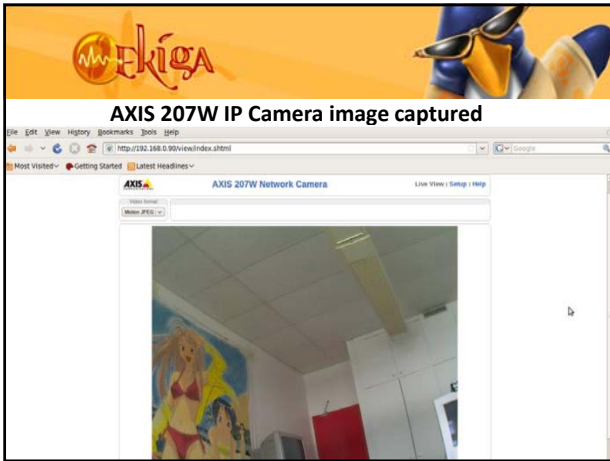 ekiga
AXIS 207W IP Camera image captured
File Edit View History Bookmarks Tools Help
http://192.168.0.90/view/index.shtml
Google
Most Visited Getting Started Latest Headlines
AXIS
AXIS 207W Network Camera
Live View | Setup | Help
Video format
Motion JPEG